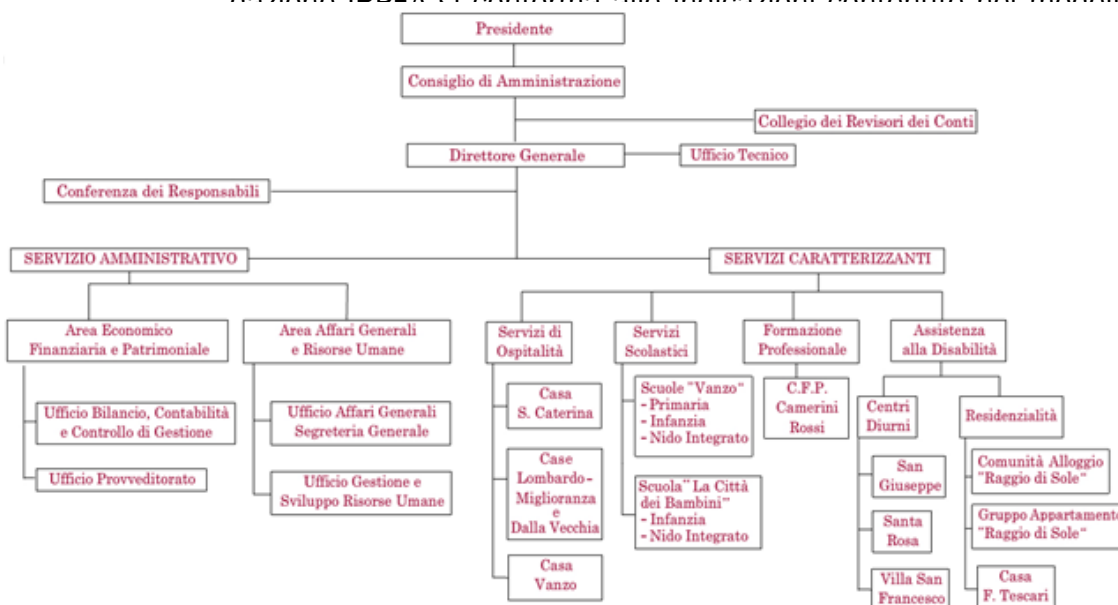 Presidente
Consiglio di Amministrazione
Collegio dei Revisori dei Conti
Direttore Generale
Ufficio Tecnico
Conferenza dei Responsabili
SERVIZIO AMMINISTRATIVO
SERVIZI CARATTERIZZANTI
Area Economico
Finanziaria e Patrimoniale
Area Affari Generali
e Risorse Umane
Servizi di
Ospitalità
Servizi
Scolastici
Formazione
Professionale
Assistenza
alla Disabilità
Ufficio Bilancio, Contabilità
e Controllo di Gestione
Ufficio Provveditorato
Ufficio Affari Generali
Segreteria Generale
Ufficio Gestione e
Sviluppo Risorse Umane
Casa
S. Caterina
Case
Lombardo-
Miglioranza
e
Dalla Vecchia
Casa
Vanzo
Scuole "Vanzo"
- Primaria
- Infanzia
- Nido Integrato
Scuola "La Città
dei Bambini"
- Infanzia
- Nido Integrato
C.F.P.
Camerini
Rossi
Centri
Diurni
San
Giuseppe
Santa
Rosa
Villa San
Francesco
Residenzialità
Comunità Alloggio
"Raggio di Sole"
Gruppo Appartamento
"Raggio di Sole"
Casa
F. Tescari